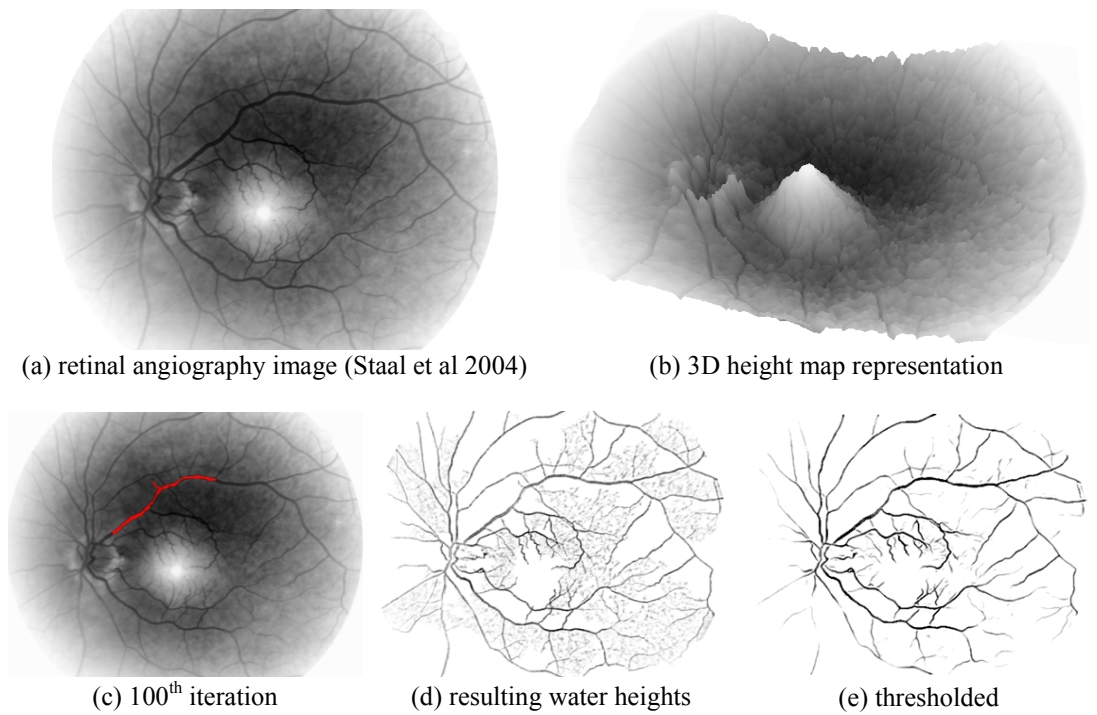 (a) retinal angiography image (Staal et al 2004)
(b) 3D height map representation
(c) 100th iteration
(d) resulting water heights
(e) thresholded